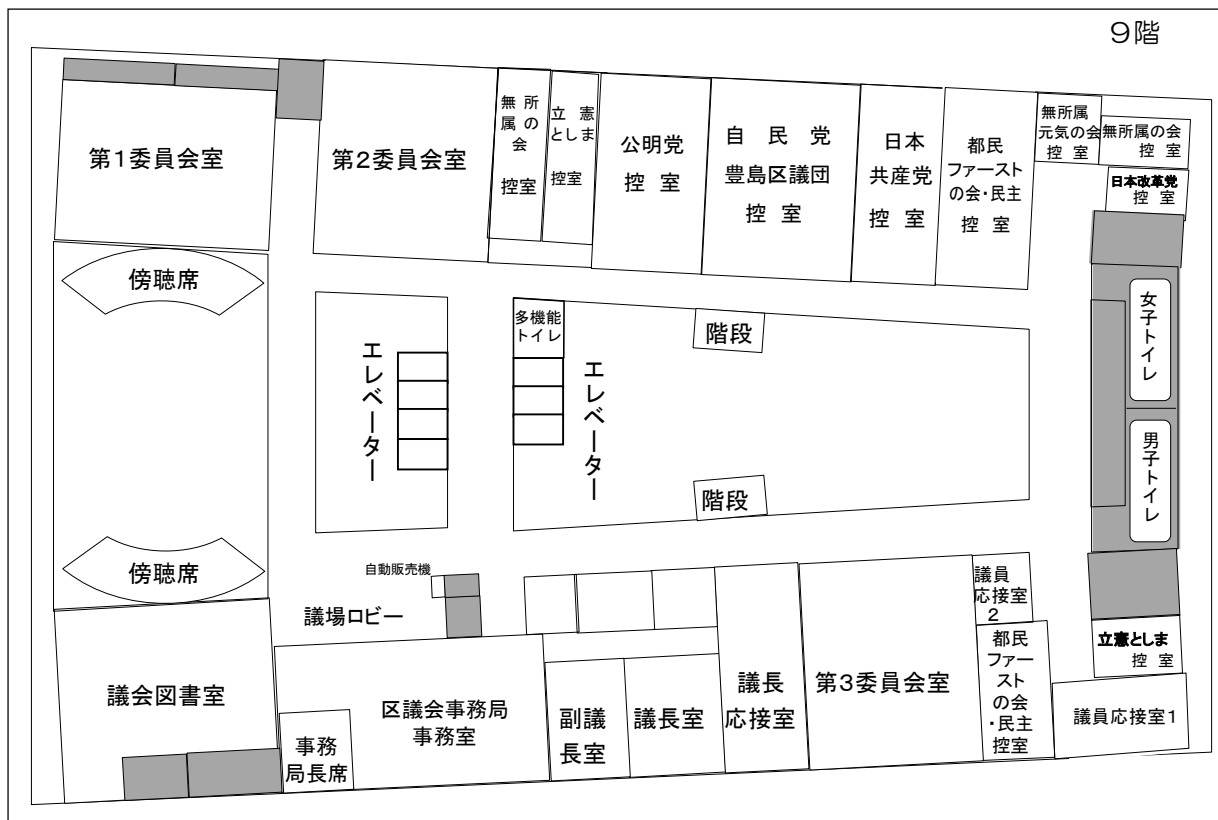 9階
第1委員会室
第2委員会室
無 所
属 の
会
控室
立 憲
としま
控室
公明党
控 室
自 民 党
豊島区議団
控 室
日本
共産党
控 室
都民
ファースト
の会・民主
控 室
無所属
元気の会
控 室
無所属の会
控 室
日本改革党
控 室
傍聴席
エレベーター
多機能
トイレ
エレベーター
階段
女子トイレ
階段
男子トイレ
傍聴席
自動販売機
議場ロビー
議員
応接室
2
議会図書室
事務
局長席
区議会事務局
事務室
副議
長室
議長室
議長
応接室
第3委員会室
都民
ファー
スト
の会
・民主
控室
立憲としま
控 室
議員応接室1